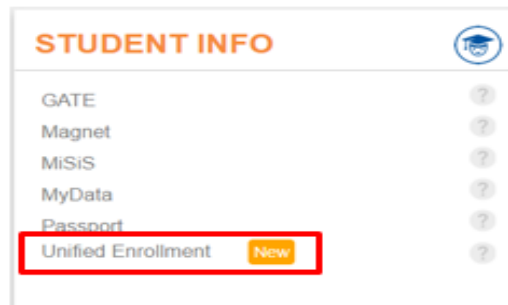 STUDENT INFO
GATE ?
Magnet ?
MiSiS ?
MyData ?
Passport ?
Unified Enrollment New ?